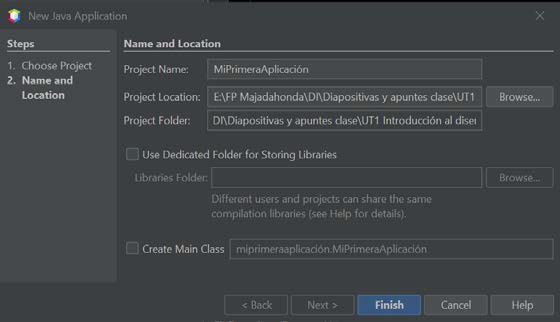 New Java Application
Steps
1. Choose Project
2. Name and
Location
Name and Location
Project Name: MiPrimeraAplicación
Project Location: E:\FP Majadahonda\DI\Diapositivas y apuntes clase\UT1 Browse...
Project Folder: DI\Diapositivas y apuntes clase\UT1 Introducción al diser
Use Dedicated Folder for Storing Libraries
Libraries Folder: Browse...
Different users and projects can share the same
compilation libraries (see Help for details).
Create Main Class miprimeraaplicación.MiPrimeraAplicación
< Back Next > Finish Cancel Help